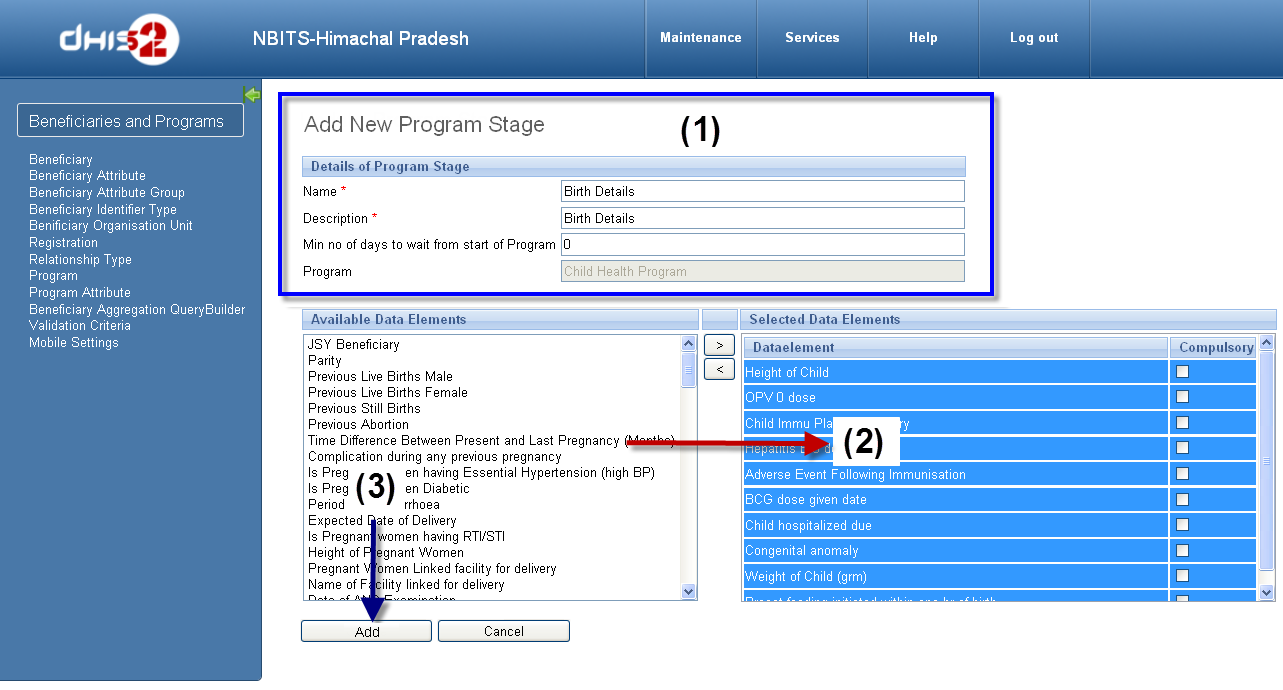 dHIS2
NBITS-Himachal Pradesh
Maintenance
Services
Help
Log out
Beneficiaries and Programs
Beneficiary
Beneficiary Attribute
Beneficiary Attribute Group
Beneficiary Identifier Type
Benificiary Organisation Unit
Registration
Relationship Type
Program
Program Attribute
Beneficiary Aggregation QueryBuilder
Validation Criteria
Mobile Settings
Add New Program Stage
(1)
Details of Program Stage
Name * Birth Details
Description * Birth Details
Min no of days to wait from start of Program 0
Program Child Health Program
Available Data Elements
JSY Beneficiary
Parity
Previous Live Births Male
Previous Live Births Female
Previous Still Births
Previous Abortion
Time Difference Between Present and Last Pregnancy (Months)
Complication during any previous pregnancy
Is Preg en having Essential Hypertension (high BP)
Is Preg en Diabetic
Period rrhoea
Expected Date of Delivery
Is Pregnant women having RTI/STI
Height of Pregnant Women
Pregnant Women Linked facility for delivery
Name of Facility linked for delivery
(3)
>
<
Selected Data Elements
Dataelement Compulsory
Height of Child
OPV 0 dose
Child Immu Pla ry
Hepatitis
(2)
Adverse Event Following Immunisation
BCG dose given date
Child hospitalized due
Congenital anomaly
Weight of Child (grm)
Breast feeding initiated within one hr of birth
Add
Cancel